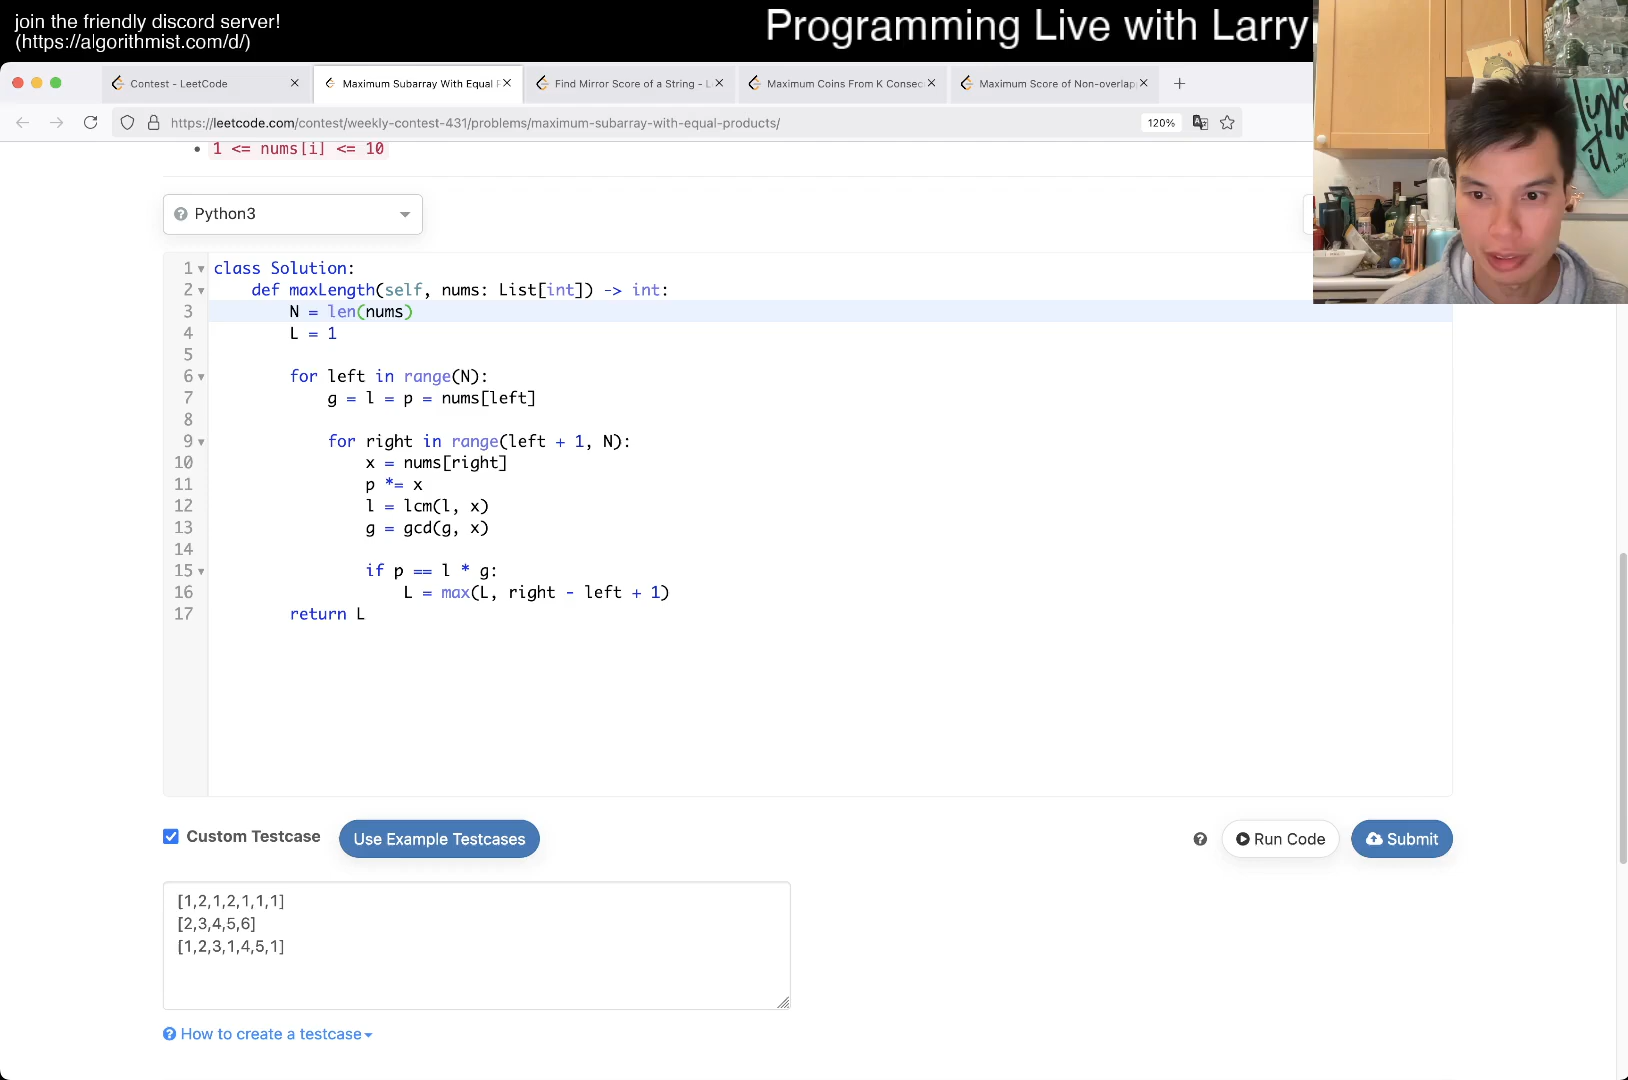 join the friendly discord server!
(https://algorithmist.com/d/)
Programming Live with Larry
Contest - LeetCode
Maximum Subarray With Equal P
Find Mirror Score of a String - L
Maximum Coins From K Consec
Maximum Score of Non-overlap
https://leetcode.com/contest/weekly-contest-431/problems/maximum-subarray-with-equal-products/
120%
1 <= nums[i] <= 10
Python3
1 class Solution:
2 def maxLength(self, nums: List[int]) -> int:
3 N = len(nums)
4 L = 1
5
6 for left in range(N):
7 g = l = p = nums[left]
8
9 for right in range(left + 1, N):
10 x = nums[right]
11 p *= x
12 l = lcm(l, x)
13 g = gcd(g, x)
14
15 if p == l * g:
16 L = max(L, right - left + 1)
17 return L
Custom Testcase
Use Example Testcases
Run Code
Submit
[1,2,1,2,1,1,1]
[2,3,4,5,6]
[1,2,3,1,4,5,1]
How to create a testcase